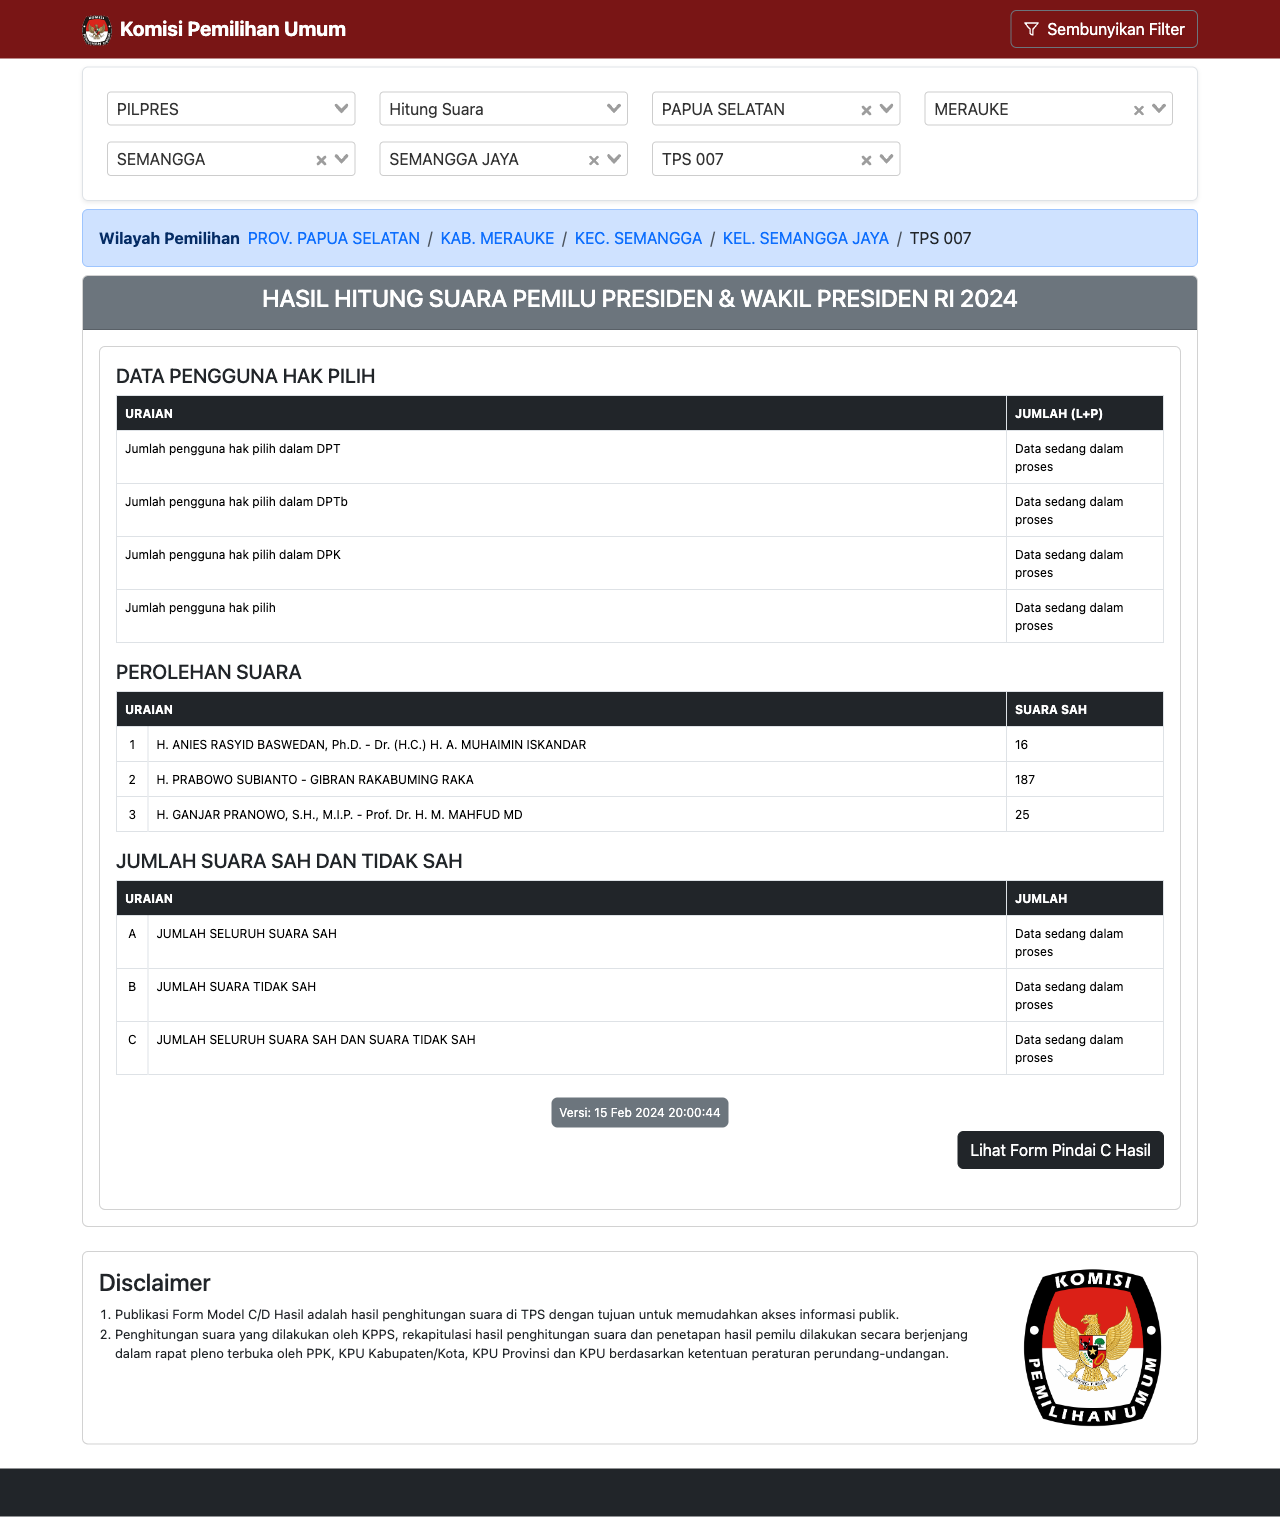 Komisi Pemilihan Umum
Sembunyikan Filter
PILPRES
Hitung Suara
PAPUA SELATAN
MERAUKE
SEMANGGA
SEMANGGA JAYA
TPS 007
Wilayah Pemilihan PROV. PAPUA SELATAN / KAB. MERAUKE / KEC. SEMANGGA / KEL. SEMANGGA JAYA / TPS 007
HASIL HITUNG SUARA PEMILU PRESIDEN & WAKIL PRESIDEN RI 2024
DATA PENGGUNA HAK PILIH
URAIAN JUMLAH (L+P)
Jumlah pengguna hak pilih dalam DPT Data sedang dalam
proses
Jumlah pengguna hak pilih dalam DPTb Data sedang dalam
proses
Jumlah pengguna hak pilih dalam DPK Data sedang dalam
proses
Jumlah pengguna hak pilih Data sedang dalam
proses
PEROLEHAN SUARA
URAIAN SUARA SAH
1 H. ANIES RASYID BASWEDAN, Ph.D. - Dr. (H.C.) H. A. MUHAIMIN ISKANDAR 16
2 H. PRABOWO SUBIANTO - GIBRAN RAKABUMING RAKA 187
3 H. GANJAR PRANOWO, S.H., M.I.P. - Prof. Dr. H. M. MAHFUD MD 25
JUMLAH SUARA SAH DAN TIDAK SAH
URAIAN JUMLAH
A JUMLAH SELURUH SUARA SAH Data sedang dalam
proses
B JUMLAH SUARA TIDAK SAH Data sedang dalam
proses
C JUMLAH SELURUH SUARA SAH DAN SUARA TIDAK SAH Data sedang dalam
proses
Versi: 15 Feb 2024 20:00:44
Lihat Form Pindai C Hasil
Disclaimer
1. Publikasi Form Model C/D Hasil adalah hasil penghitungan suara di TPS dengan tujuan untuk memudahkan akses informasi publik.
2. Penghitungan suara yang dilakukan oleh KPPS, rekapitulasi hasil penghitungan suara dan penetapan hasil pemilu dilakukan secara berjenjang
dalam rapat pleno terbuka oleh PPK, KPU Kabupaten/Kota, KPU Provinsi dan KPU berdasarkan ketentuan peraturan perundang-undangan.
KOMISI
PEMILIHAN UMUM